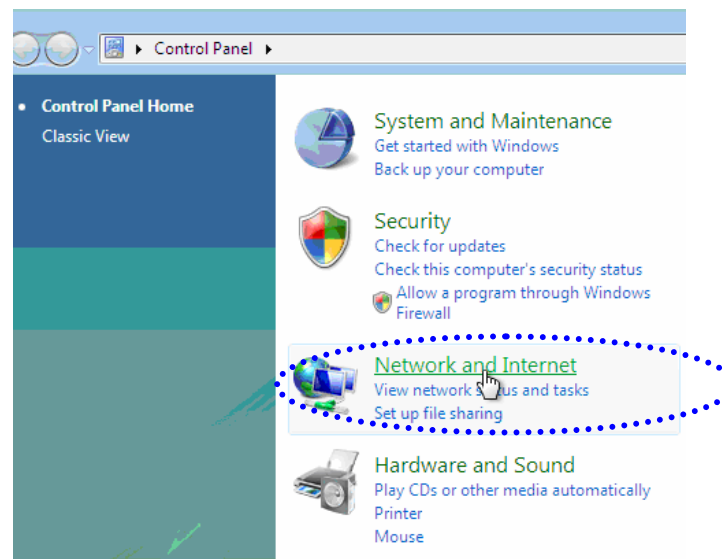 Control Panel
Control Panel Home
Classic View
System and Maintenance
Get started with Windows
Back up your computer
Security
Check for updates
Check this computer's security status
Allow a program through Windows
Firewall
Network and Internet
View network status and tasks
Set up file sharing
Hardware and Sound
Play CDs or other media automatically
Printer
Mouse